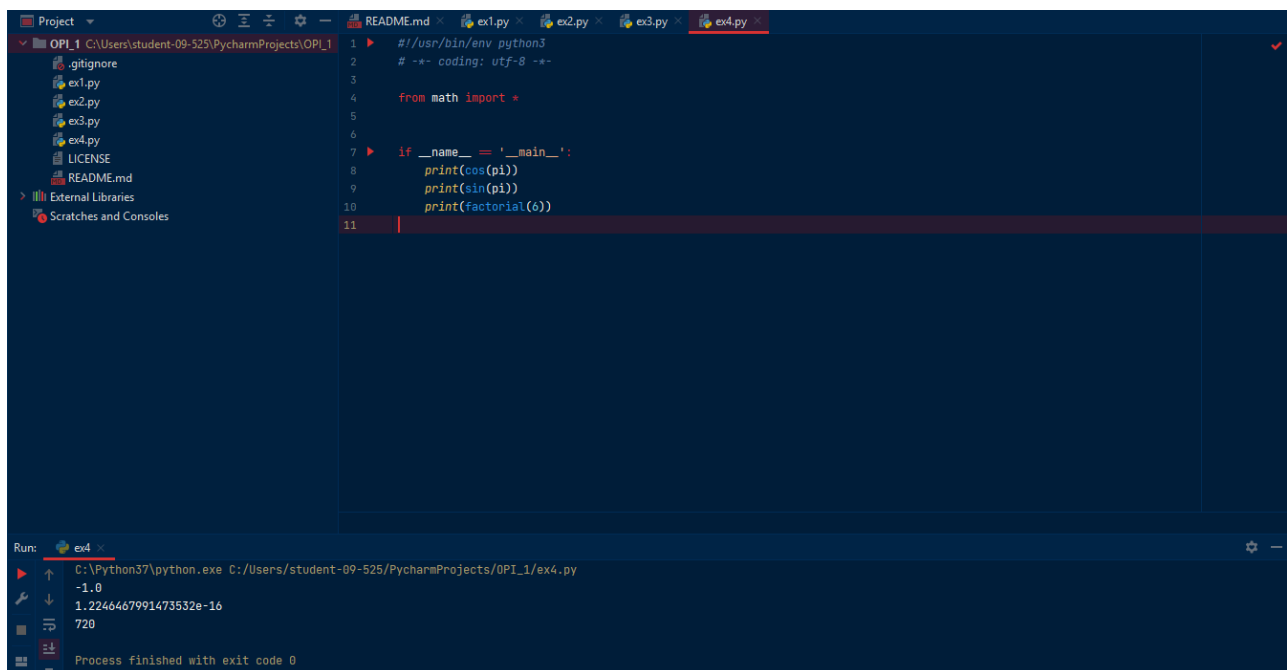 Project
README.md
ex1.py
ex2.py
ex3.py
ex4.py
OPI_1 C:\Users\student-09-525\PycharmProjects\OPI_1
.gitignore
ex1.py
ex2.py
ex3.py
ex4.py
LICENSE
README.md
External Libraries
Scratches and Consoles
1 #!/usr/bin/env python3
2 # -*- coding: utf-8 -*-
3
4 from math import *
5
6
7 if __name__ == '__main__':
8 print(cos(pi))
9 print(sin(pi))
10 print(factorial(6))
11
Run: ex4
C:\Python37\python.exe C:/Users/student-09-525/PycharmProjects/OPI_1/ex4.py
-1.0
1.2246467991473532e-16
720
Process finished with exit code 0